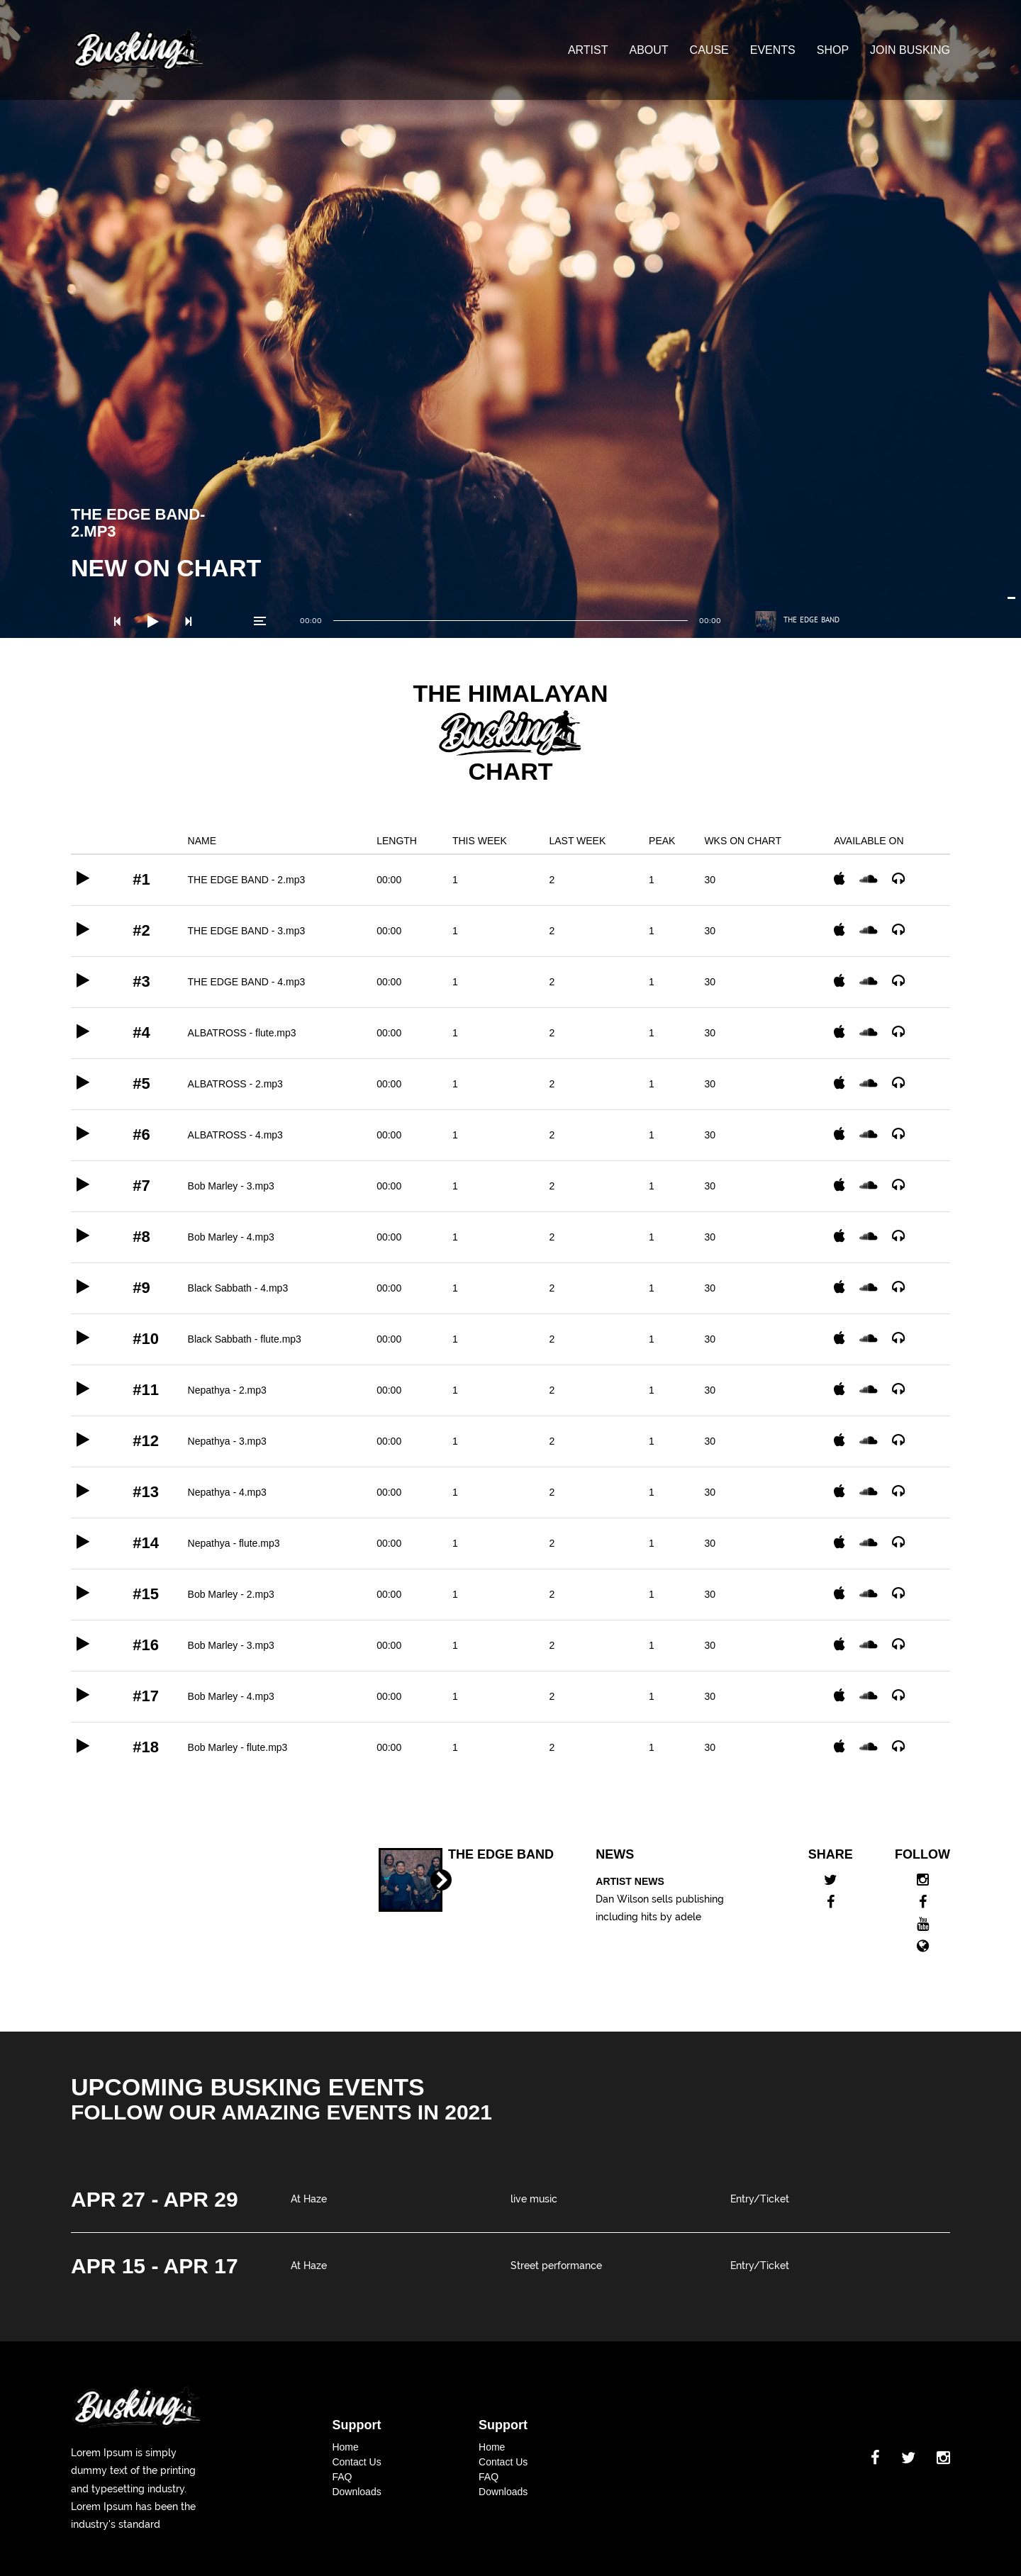 Busking
ARTIST ABOUT CAUSE EVENTS SHOP JOIN BUSKING
THE EDGE BAND-
2.MP3
NEW ON CHART
00:00 00:00 THE EDGE BAND
THE HIMALAYAN
Busking
CHART
NAME LENGTH THIS WEEK LAST WEEK PEAK WKS ON CHART AVAILABLE ON
#1 THE EDGE BAND - 2.mp3 00:00 1 2 1 30
#2 THE EDGE BAND - 3.mp3 00:00 1 2 1 30
#3 THE EDGE BAND - 4.mp3 00:00 1 2 1 30
#4 ALBATROSS - flute.mp3 00:00 1 2 1 30
#5 ALBATROSS - 2.mp3 00:00 1 2 1 30
#6 ALBATROSS - 4.mp3 00:00 1 2 1 30
#7 Bob Marley - 3.mp3 00:00 1 2 1 30
#8 Bob Marley - 4.mp3 00:00 1 2 1 30
#9 Black Sabbath - 4.mp3 00:00 1 2 1 30
#10 Black Sabbath - flute.mp3 00:00 1 2 1 30
#11 Nepathya - 2.mp3 00:00 1 2 1 30
#12 Nepathya - 3.mp3 00:00 1 2 1 30
#13 Nepathya - 4.mp3 00:00 1 2 1 30
#14 Nepathya - flute.mp3 00:00 1 2 1 30
#15 Bob Marley - 2.mp3 00:00 1 2 1 30
#16 Bob Marley - 3.mp3 00:00 1 2 1 30
#17 Bob Marley - 4.mp3 00:00 1 2 1 30
#18 Bob Marley - flute.mp3 00:00 1 2 1 30
THE EDGE BAND
NEWS
ARTIST NEWS
Dan Wilson sells publishing
including hits by adele
SHARE
FOLLOW
You
Tube
UPCOMING BUSKING EVENTS
FOLLOW OUR AMAZING EVENTS IN 2021
APR 27 - APR 29 At Haze live music Entry/Ticket
APR 15 - APR 17 At Haze Street performance Entry/Ticket
Busking
Lorem Ipsum is simply
dummy text of the printing
and typesetting industry.
Lorem Ipsum has been the
industry's standard
Support
Home
Contact Us
FAQ
Downloads
Support
Home
Contact Us
FAQ
Downloads